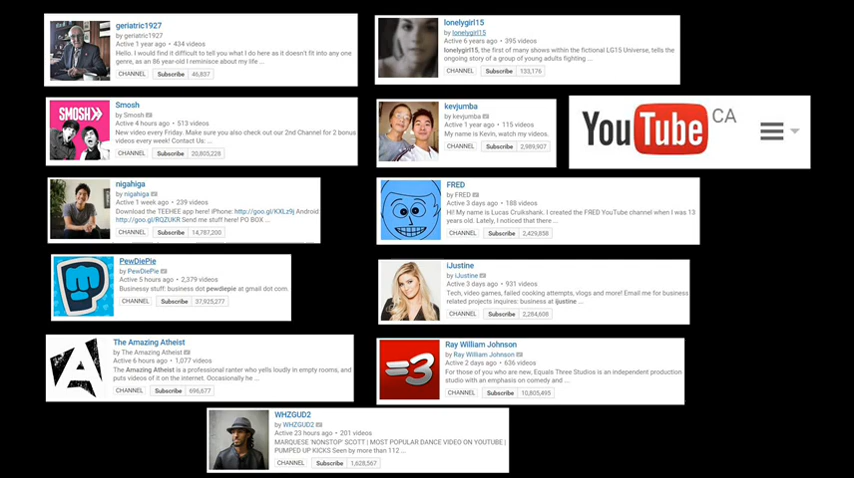 geriatric1927
by geriatric1927
Active 1 year ago • 434 videos
Hello. I would find it difficult to tell you what I do here as it doesn't fit into any one
genre, as an 86 year-old I reminisce about my life ...
CHANNEL Subscribe 46,837
lonelygirl15
by lonelygirl15
Active 6 years ago • 395 videos
lonelygirl15, the first of many shows within the fictional LG15 Universe, tells the
ongoing story of a group of young adults fighting ...
CHANNEL Subscribe 133,176
SMOSH
Smosh
by Smosh
Active 4 hours ago • 513 videos
New video every Friday. Make sure you also check out our 2nd Channel for 2 bonus
videos every week! Contact Us: ...
CHANNEL Subscribe 20,805,228
kevjumba
by kevjumba
Active 1 year ago • 115 videos
My name is Kevin, watch my videos.
CHANNEL Subscribe 2,989,907
YouTube CA
nigahiga
by nigahiga
Active 1 week ago • 239 videos
Download the TEEHEE app here! iPhone: http://goo.gl/KXLz9j Android
http://goo.gl/RQZUKR Send me stuff here! PO BOX ...
CHANNEL Subscribe 14,787,200
FRED
by FRED
Active 3 days ago • 188 videos
Hi! My name is Lucas Cruikshank. I created the FRED YouTube channel when I was 13
years old. Lately, I noticed that there ...
CHANNEL Subscribe 2,429,858
PewDiePie
by PewDiePie
Active 5 hours ago • 2,379 videos
Businessy stuff: business dot pewdiepie at gmail dot com.
CHANNEL Subscribe 37,925,277
iJustine
by iJustine
Active 3 days ago • 931 videos
Tech, video games, failed cooking attempts, vlogs and more! Email me for business
related projects inquires: business at ijustine ...
CHANNEL Subscribe 2,284,608
A
The Amazing Atheist
by The Amazing Atheist
Active 6 hours ago • 1,077 videos
The Amazing Atheist is a professional ranter who yells loudly in empty rooms, and
puts videos of it on the internet. Occasionally he ...
CHANNEL Subscribe 696,677
=3
Ray William Johnson
by Ray William Johnson
Active 2 days ago • 636 videos
For those of you who are new, Equals Three Studios is an independent production
studio with an emphasis on comedy and ...
CHANNEL Subscribe 10,805,495
WHZGUD2
by WHZGUD2
Active 23 hours ago • 201 videos
MARQUESE 'NONSTOP' SCOTT | MOST POPULAR DANCE VIDEO ON YOUTUBE |
PUMPED UP KICKS Seen by more than 112 ...
CHANNEL Subscribe 1,628,567